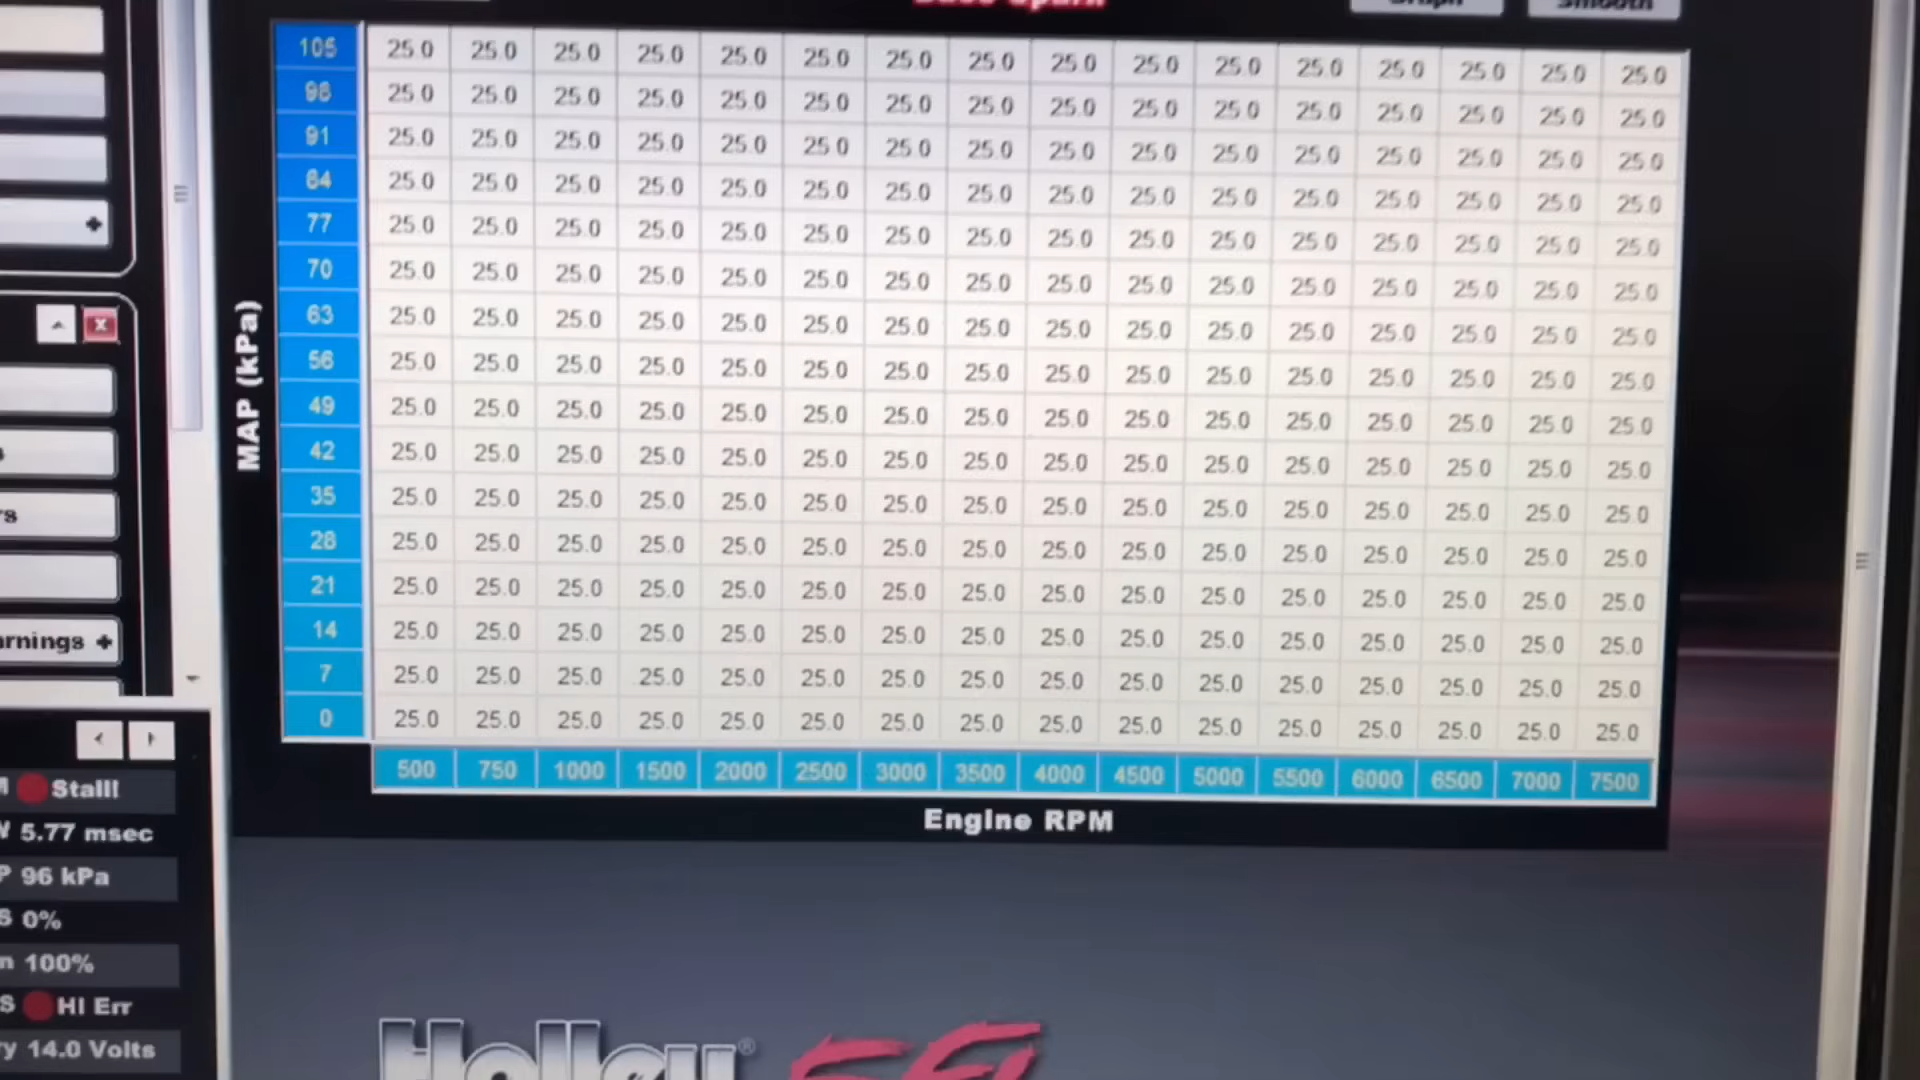 105 25.0 25.0 25.0 25.0 25.0 25.0 25.0 25.0 25.0 25.0 25.0 25.0 25.0 25.0 25.0 25.0
98 25.0 25.0 25.0 25.0 25.0 25.0 25.0 25.0 25.0 25.0 25.0 25.0 25.0 25.0 25.0 25.0
91 25.0 25.0 25.0 25.0 25.0 25.0 25.0 25.0 25.0 25.0 25.0 25.0 25.0 25.0 25.0 25.0
84 25.0 25.0 25.0 25.0 25.0 25.0 25.0 25.0 25.0 25.0 25.0 25.0 25.0 25.0 25.0 25.0
77 25.0 25.0 25.0 25.0 25.0 25.0 25.0 25.0 25.0 25.0 25.0 25.0 25.0 25.0 25.0 25.0
70 25.0 25.0 25.0 25.0 25.0 25.0 25.0 25.0 25.0 25.0 25.0 25.0 25.0 25.0 25.0 25.0
63 25.0 25.0 25.0 25.0 25.0 25.0 25.0 25.0 25.0 25.0 25.0 25.0 25.0 25.0 25.0 25.0
56 25.0 25.0 25.0 25.0 25.0 25.0 25.0 25.0 25.0 25.0 25.0 25.0 25.0 25.0 25.0 25.0
49 25.0 25.0 25.0 25.0 25.0 25.0 25.0 25.0 25.0 25.0 25.0 25.0 25.0 25.0 25.0 25.0
42 25.0 25.0 25.0 25.0 25.0 25.0 25.0 25.0 25.0 25.0 25.0 25.0 25.0 25.0 25.0 25.0
35 25.0 25.0 25.0 25.0 25.0 25.0 25.0 25.0 25.0 25.0 25.0 25.0 25.0 25.0 25.0 25.0
28 25.0 25.0 25.0 25.0 25.0 25.0 25.0 25.0 25.0 25.0 25.0 25.0 25.0 25.0 25.0 25.0
21 25.0 25.0 25.0 25.0 25.0 25.0 25.0 25.0 25.0 25.0 25.0 25.0 25.0 25.0 25.0 25.0
14 25.0 25.0 25.0 25.0 25.0 25.0 25.0 25.0 25.0 25.0 25.0 25.0 25.0 25.0 25.0 25.0
7 25.0 25.0 25.0 25.0 25.0 25.0 25.0 25.0 25.0 25.0 25.0 25.0 25.0 25.0 25.0 25.0
0 25.0 25.0 25.0 25.0 25.0 25.0 25.0 25.0 25.0 25.0 25.0 25.0 25.0 25.0 25.0 25.0
500 750 1000 1500 2000 2500 3000 3500 4000 4500 5000 5500 6000 6500 7000 7500
MAP (kPa)
Engine RPM
rnings +
Stall!
5.77 msec
96 kPa
0%
100%
HI Err
14.0 Volts
Holley® EFI